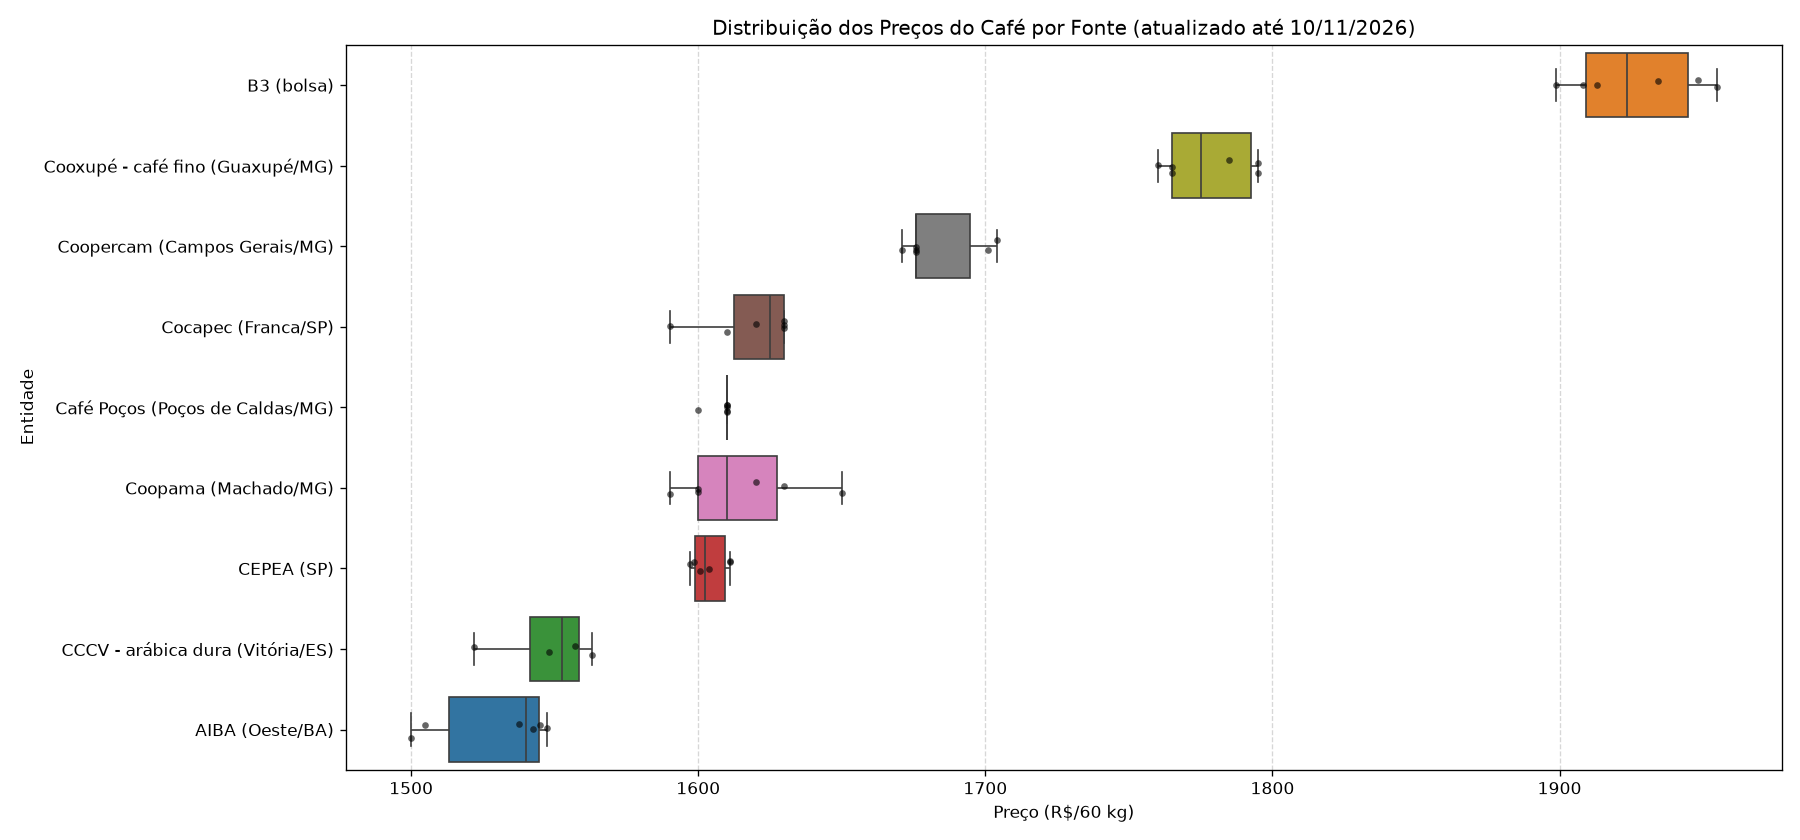 Distribuição dos Preços do Café por Fonte (atualizado até 10/11/2026)
Entidade
B3 (bolsa)
Cooxupé - café fino (Guaxupé/MG)
Coopercam (Campos Gerais/MG)
Cocapec (Franca/SP)
Café Poços (Poços de Caldas/MG)
Coopama (Machado/MG)
CEPEA (SP)
CCCV - arábica dura (Vitória/ES)
AIBA (Oeste/BA)
1500 1600 1700 1800 1900
Preço (R$/60 kg)